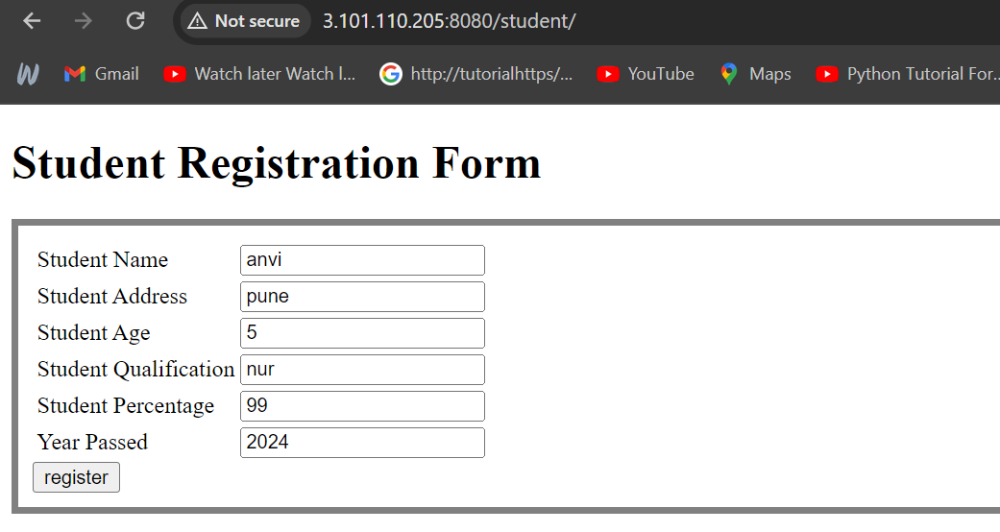 Not secure 3.101.110.205:8080/student/
Gmail Watch later Watch l... http://tutorialhttps/... YouTube Maps Python Tutorial For...
Student Registration Form
Student Name anvi
Student Address pune
Student Age 5
Student Qualification nur
Student Percentage 99
Year Passed 2024
register